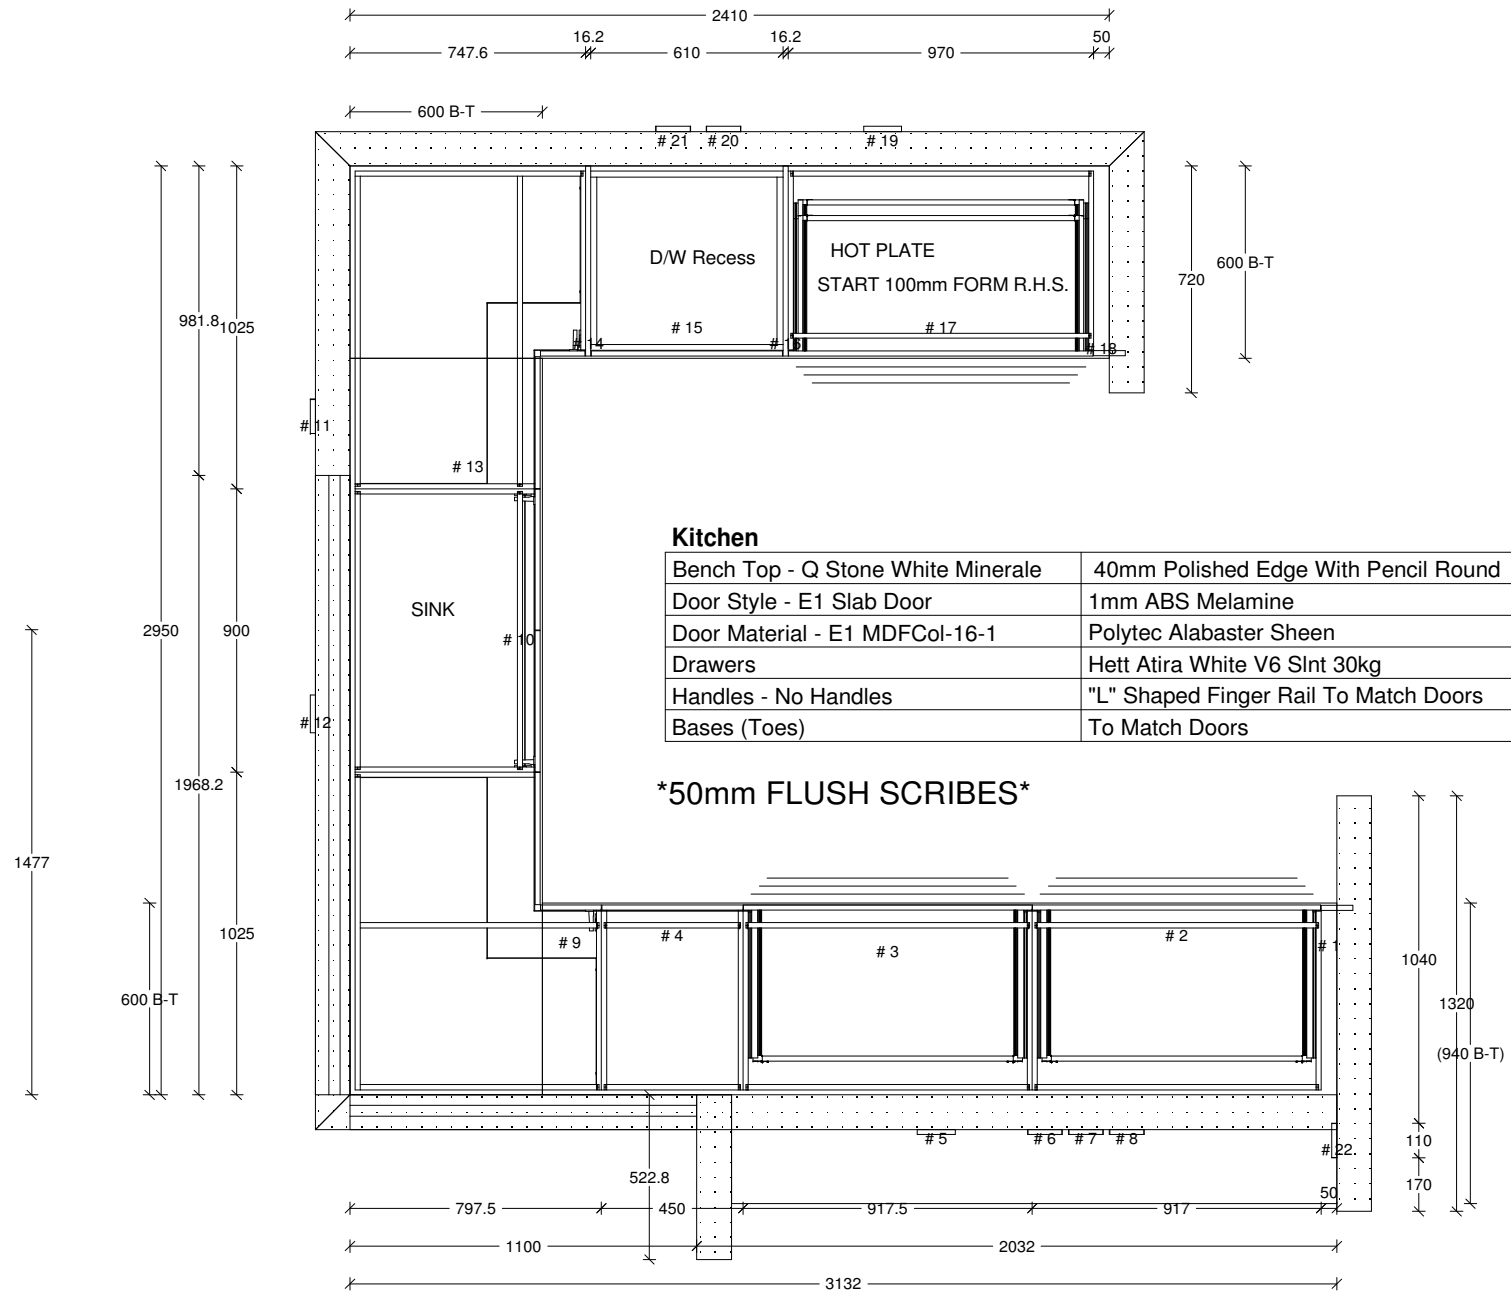 2410
16.2 16.2 50
747.6 610 970
600 B-T
# 21 # 20 # 19
D/W Recess
HOT PLATE
START 100mm FORM R.H.S.
# 15 # 17
# 14 # 16 # 18
720
600 B-T
981.8
1025
# 11
# 13
SINK
# 10
2950
900
# 12
1968.2
1477
Kitchen
Bench Top - Q Stone White Minerale 40mm Polished Edge With Pencil Round
Door Style - E1 Slab Door 1mm ABS Melamine
Door Material - E1 MDFCol-16-1 Polytec Alabaster Sheen
Drawers Hett Atira White V6 Slnt 30kg
Handles - No Handles "L" Shaped Finger Rail To Match Doors
Bases (Toes) To Match Doors
*50mm FLUSH SCRIBES*
1025
600 B-T
# 9 # 4 # 3 # 2 # 1
1040
1320
(940 B-T)
# 5 # 6 # 7 # 8
# 22
110
170
522.8
50
797.5 450 917.5 917
1100 2032
3132